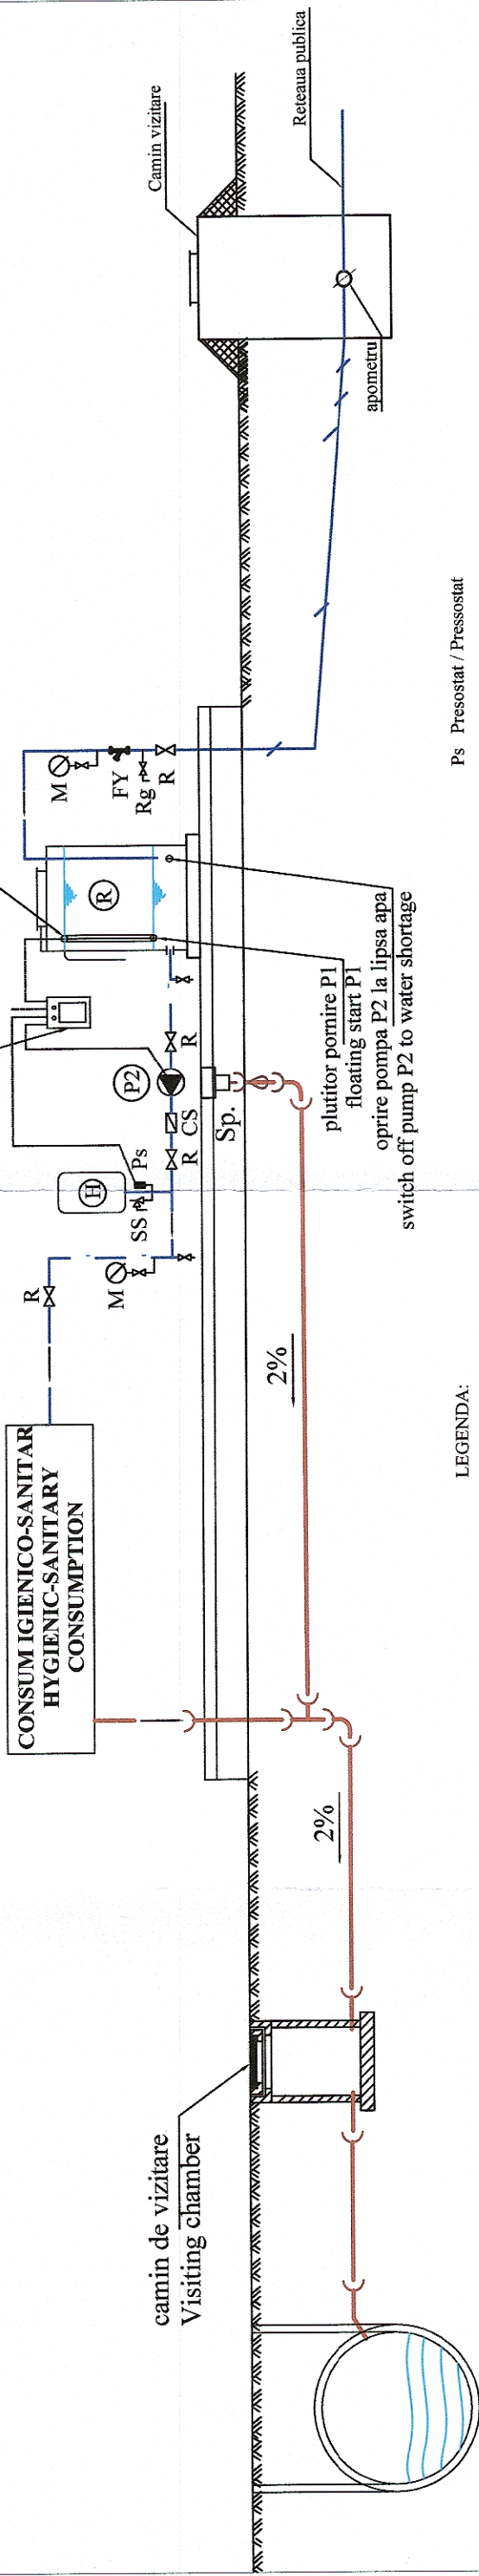 CONSUM IGIENICO-SANITAR
HYGIENIC-SANITARY
CONSUMPTION
R
M
H
SS
Ps
R
CS
P2
R
R
M
FY
Rg
R
Sp.
Camin vizitare
Reteaua publica
apometru
plutitor pornire P1
floating start P1
oprire pompa P2 la lipsa apa
switch off pump P2 to water shortage
camin de vizitare
Visiting chamber
2%
2%
LEGENDA:
Ps Presostat / Pressostat